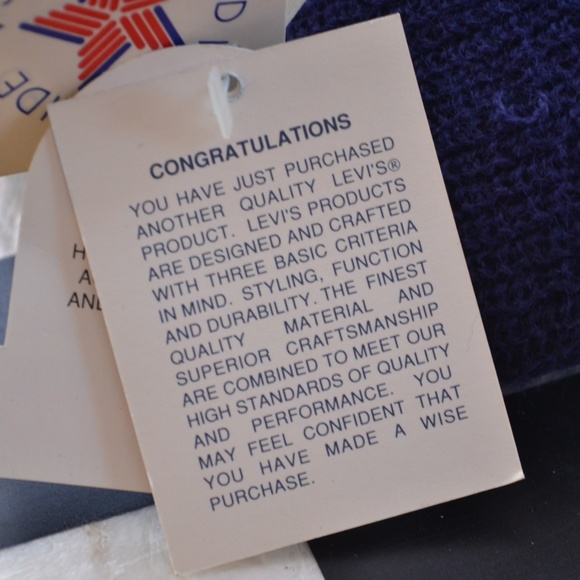 CONGRATULATIONS
YOU HAVE JUST PURCHASED
ANOTHER QUALITY LEVI'S®
PRODUCT. LEVI'S PRODUCTS
ARE DESIGNED AND CRAFTED
WITH THREE BASIC CRITERIA
IN MIND. STYLING, FUNCTION
AND DURABILITY. THE FINEST
QUALITY MATERIAL AND
SUPERIOR CRAFTSMANSHIP
ARE COMBINED TO MEET OUR
HIGH STANDARDS OF QUALITY
AND PERFORMANCE. YOU
MAY FEEL CONFIDENT THAT
YOU HAVE MADE A WISE
PURCHASE.